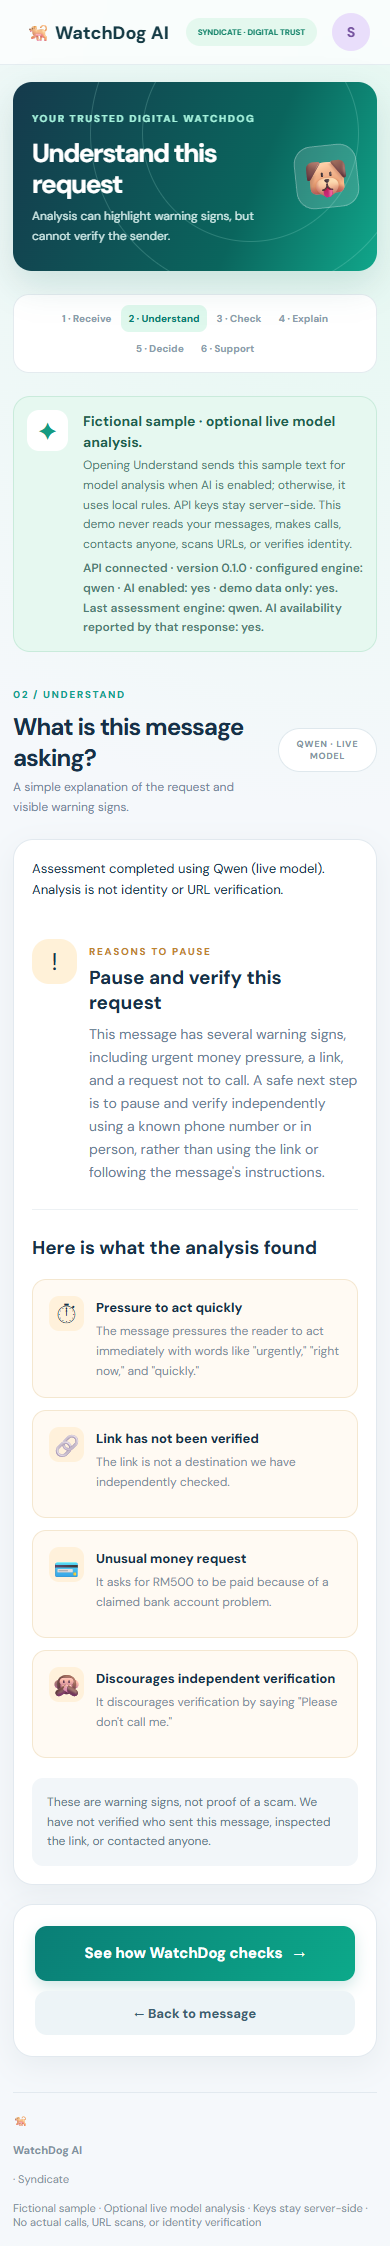 WatchDog AI
SYNDICATE · DIGITAL TRUST
S
YOUR TRUSTED DIGITAL WATCHDOG
Understand this
request
Analysis can highlight warning signs, but
cannot verify the sender.
1 · Receive
2 · Understand
3 · Check
4 · Explain
5 · Decide
6 · Support
Fictional sample · optional live model
analysis.
Opening Understand sends this sample text for
model analysis when AI is enabled; otherwise, it
uses local rules. API keys stay server-side. This
demo never reads your messages, makes calls,
contacts anyone, scans URLs, or verifies identity.
API connected · version 0.1.0 · configured engine:
qwen · AI enabled: yes · demo data only: yes.
Last assessment engine: qwen. AI availability
reported by that response: yes.
02 / UNDERSTAND
What is this message
asking?
A simple explanation of the request and
visible warning signs.
QWEN · LIVE
MODEL
Assessment completed using Qwen (live model).
Analysis is not identity or URL verification.
!
REASONS TO PAUSE
Pause and verify this
request
This message has several warning signs,
including urgent money pressure, a link,
and a request not to call. A safe next step
is to pause and verify independently
using a known phone number or in
person, rather than using the link or
following the message's instructions.
Here is what the analysis found
Pressure to act quickly
The message pressures the reader to act
immediately with words like "urgently," "right
now," and "quickly."
Link has not been verified
The link is not a destination we have
independently checked.
Unusual money request
It asks for RM500 to be paid because of a
claimed bank account problem.
Discourages independent verification
It discourages verification by saying "Please
don't call me."
These are warning signs, not proof of a scam. We
have not verified who sent this message, inspected
the link, or contacted anyone.
See how WatchDog checks →
← Back to message
WatchDog AI
· Syndicate
Fictional sample · Optional live model analysis · Keys stay server-side ·
No actual calls, URL scans, or identity verification